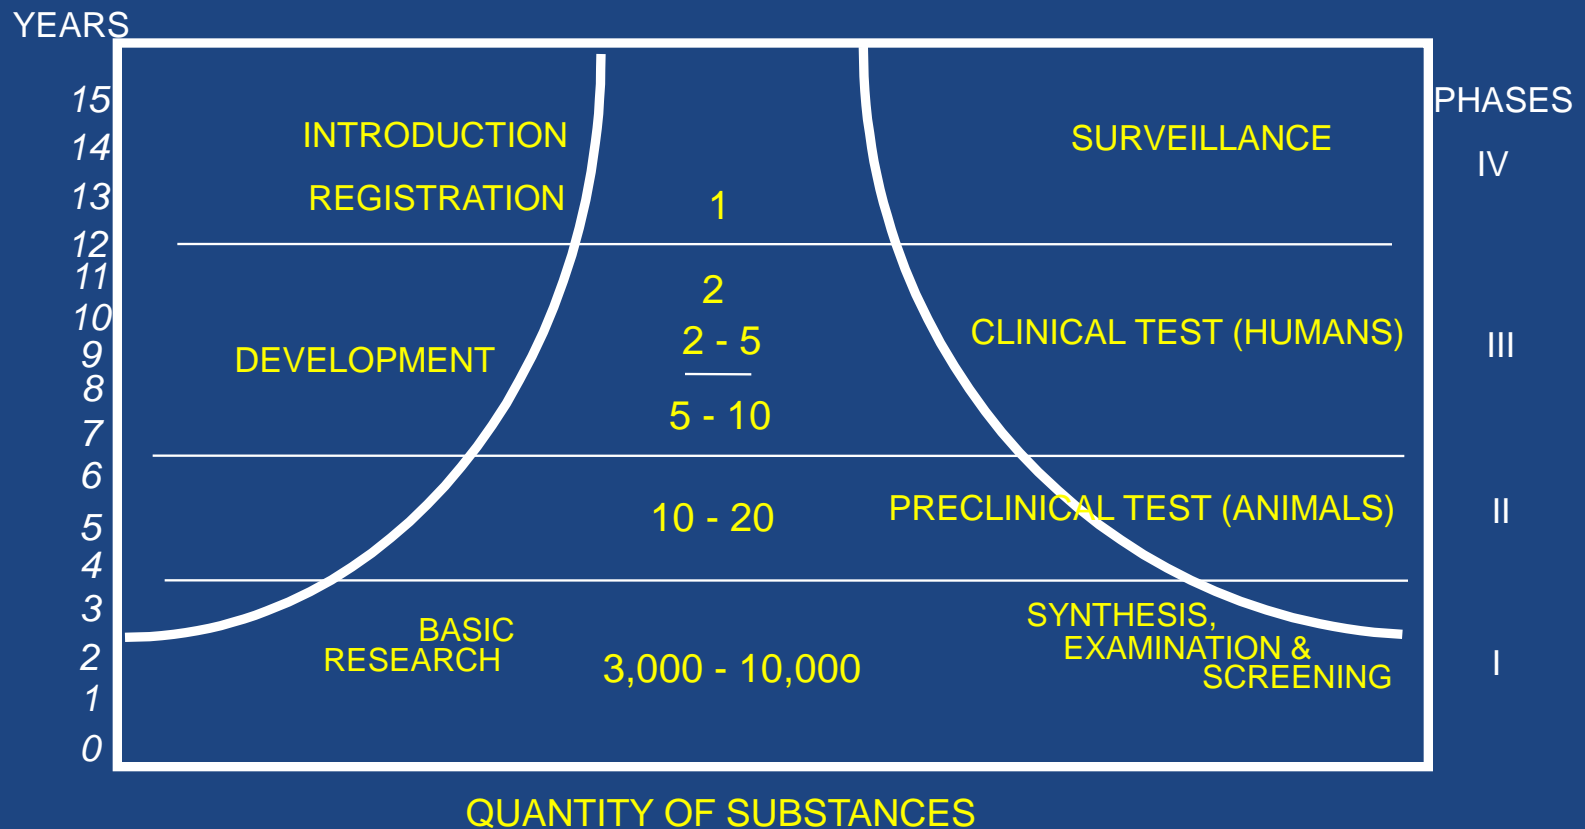 YEARS
15
PHASES
INTRODUCTION
SURVEILLANCE
14
IV
13
REGISTRATION
1
12
11
2
10
CLINICAL TEST (HUMANS)
2 - 5
III
9
DEVELOPMENT
8
5 - 10
7
6
PRECLINICAL TEST (ANIMALS)
10 - 20
II
5
4
3
SYNTHESIS,
BASIC
EXAMINATION &
2
RESEARCH
3,000 - 10,000
SCREENING
I
1
0
QUANTITY OF SUBSTANCES